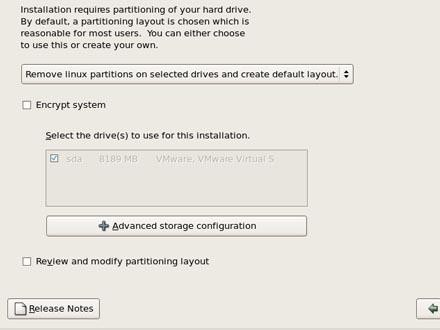 Installation requires partitioning of your hard drive.
By default, a partitioning layout is chosen which is
reasonable for most users. You can either choose
to use this or create your own.
Remove linux partitions on selected drives and create default layout.
Encrypt system
Select the drive(s) to use for this installation.
sda 8189 MB VMware, VMware Virtual S
Advanced storage configuration
Review and modify partitioning layout
Release Notes